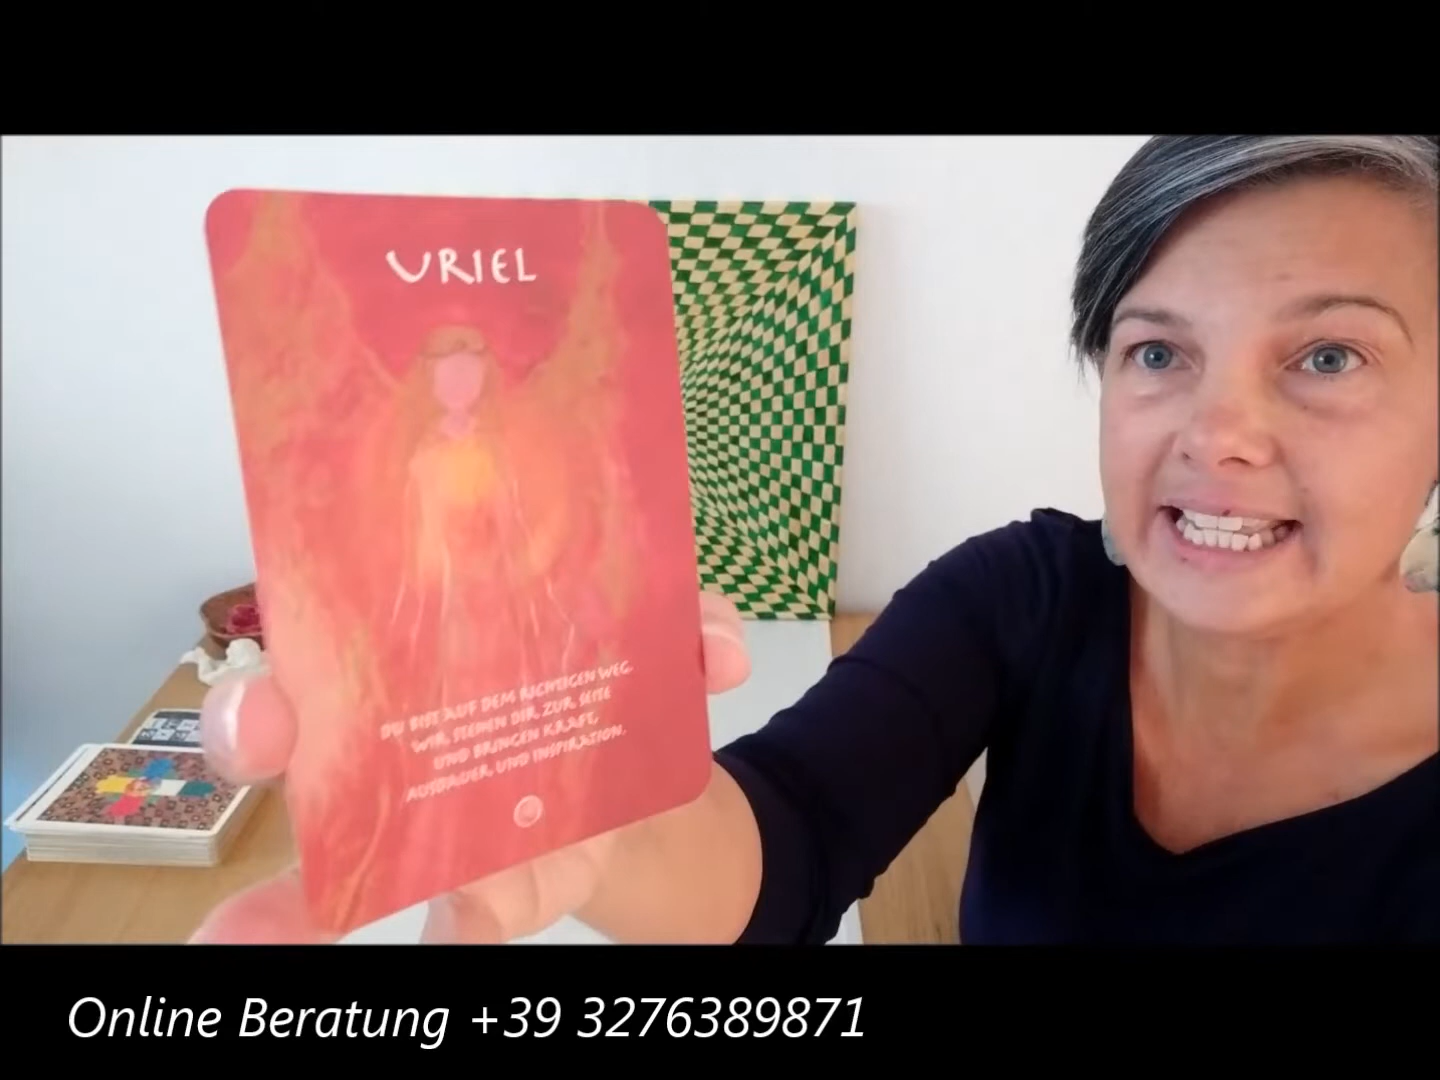 URIEL
DU BIST AUF DEM RICHTIGEN WEG.
WIR STEHEN DIR ZUR SEITE
UND BRINGEN KRAFT,
AUSDAUER, UND INSPIRATION.
Online Beratung +39 3276389871